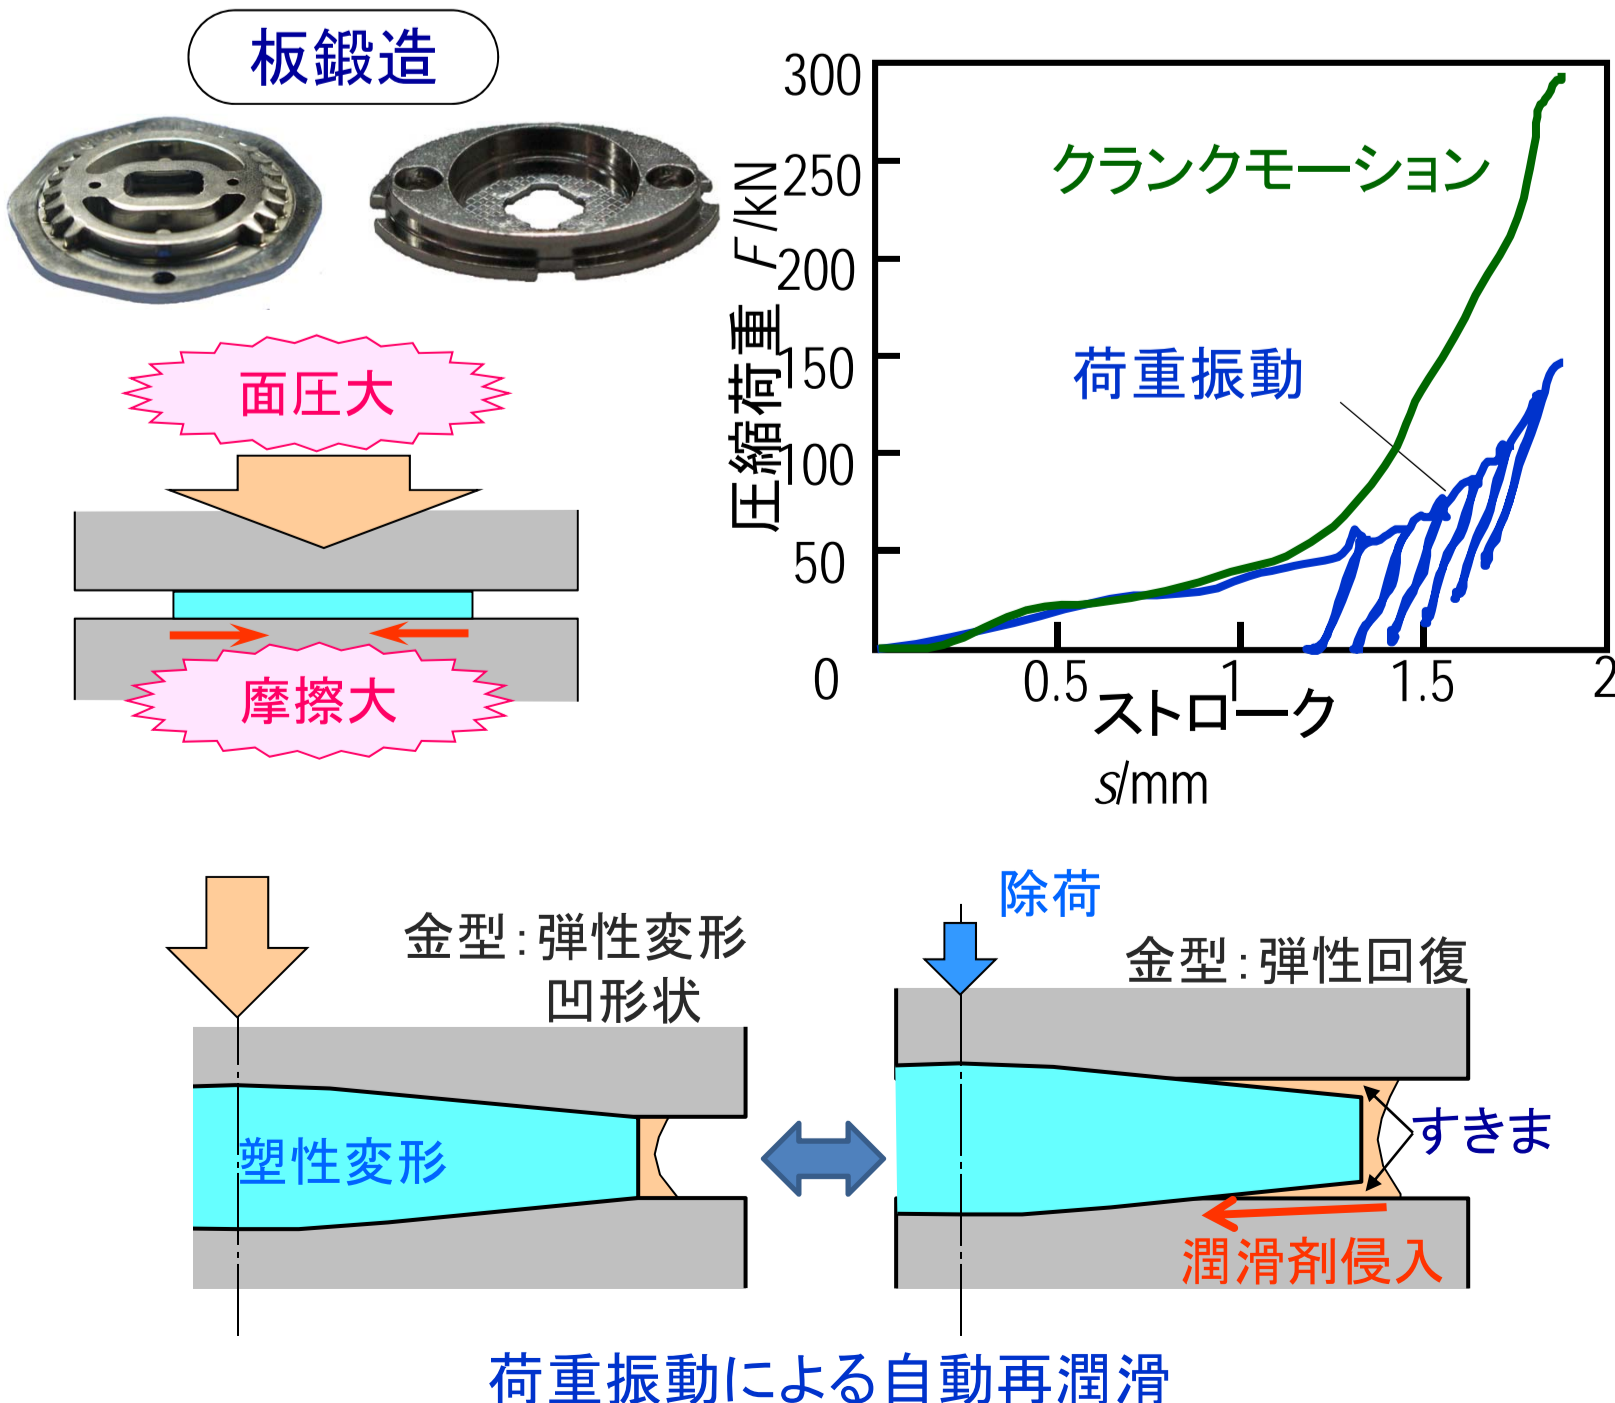 板鍛造
面圧大
摩擦大
300
250
200
150
100
50
0
0.5
1
1.5
2
圧縮荷重 F/kN
クランクモーション
荷重振動
ストローク
s/mm
金型:弾性変形
凹形状
塑性変形
除荷
金型:弾性回復
すきま
潤滑剤侵入
荷重振動による自動再潤滑